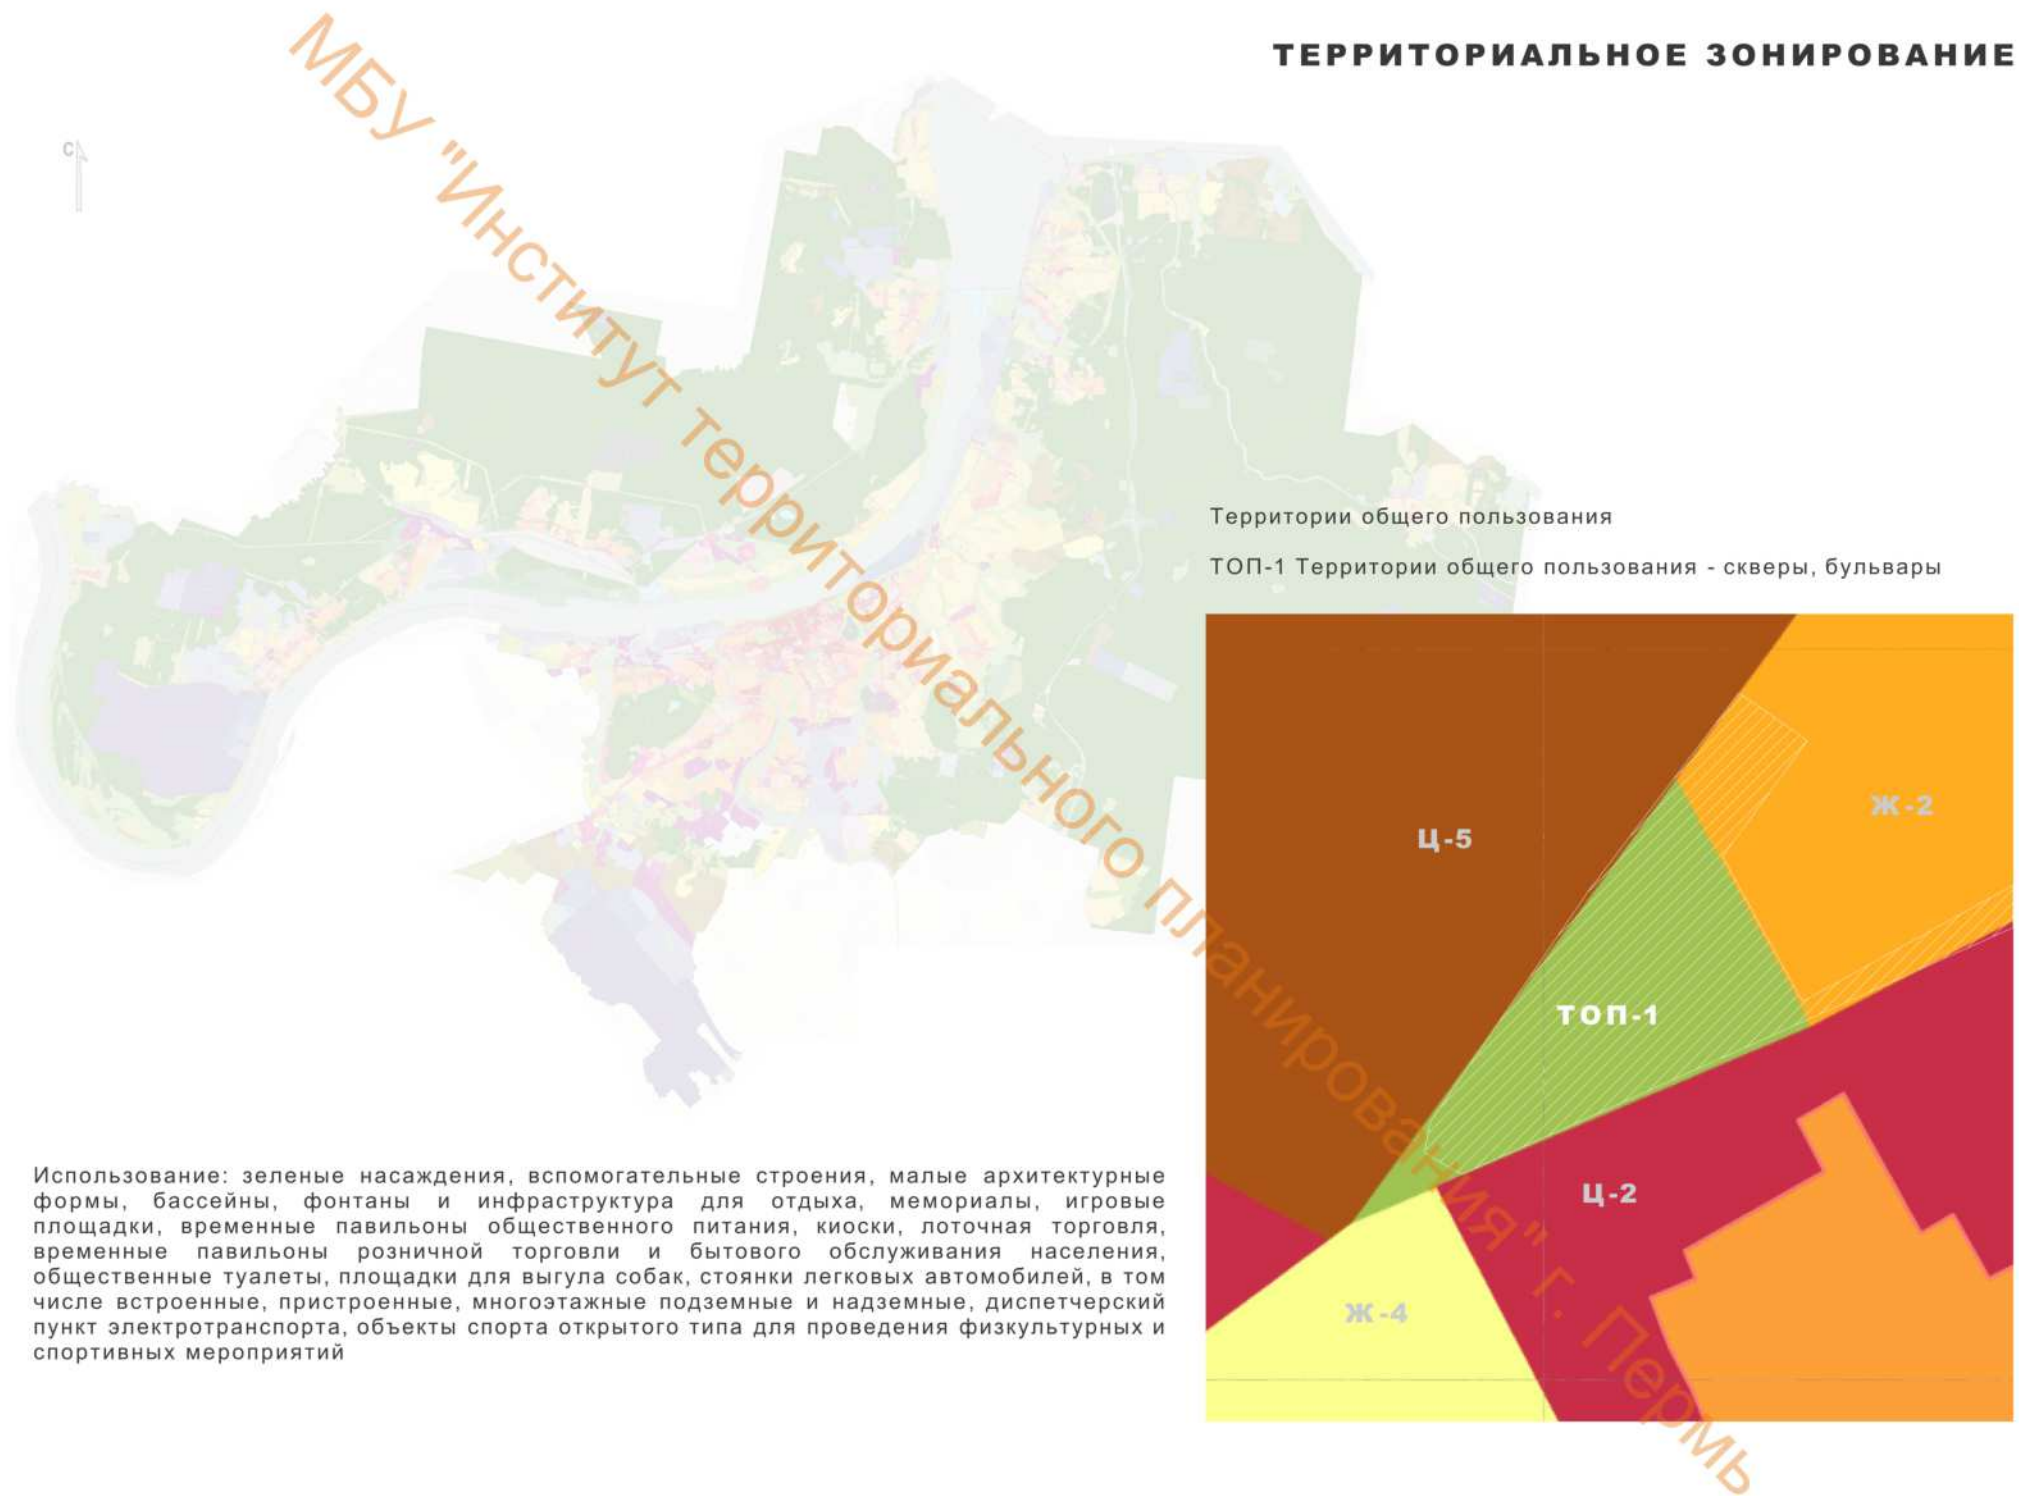 ТЕРРИТОРИАЛЬНОЕ ЗОНИРОВАНИЕ
С
МБУ "Институт территориального планирования" г. Пермь
Территории общего пользования
ТОП-1 Территории общего пользования - скверы, бульвары
Ц-5
Ж-2
ТОП-1
Ц-2
Ж-4
Использование: зеленые насаждения, вспомогательные строения, малые архитектурные
формы, бассейны, фонтаны и инфраструктура для отдыха, мемориалы, игровые
площадки, временные павильоны общественного питания, киоски, лоточная торговля,
временные павильоны розничной торговли и бытового обслуживания населения,
общественные туалеты, площадки для выгула собак, стоянки легковых автомобилей, в том
числе встроенные, пристроенные, многоэтажные подземные и надземные, диспетчерский
пункт электротранспорта, объекты спорта открытого типа для проведения физкультурных и
спортивных мероприятий